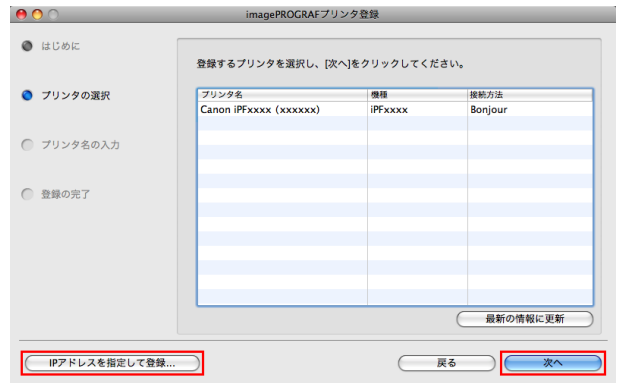 imagePROGRAFプリンタ登録
はじめに
登録するプリンタを選択し、[次へ]をクリックしてください。
プリンタの選択
プリンタ名 機種 接続方法
Canon iPFxxxx (xxxxxx) iPFxxxx Bonjour
プリンタ名の入力
登録の完了
最新の情報に更新
IPアドレスを指定して登録... 戻る 次へ